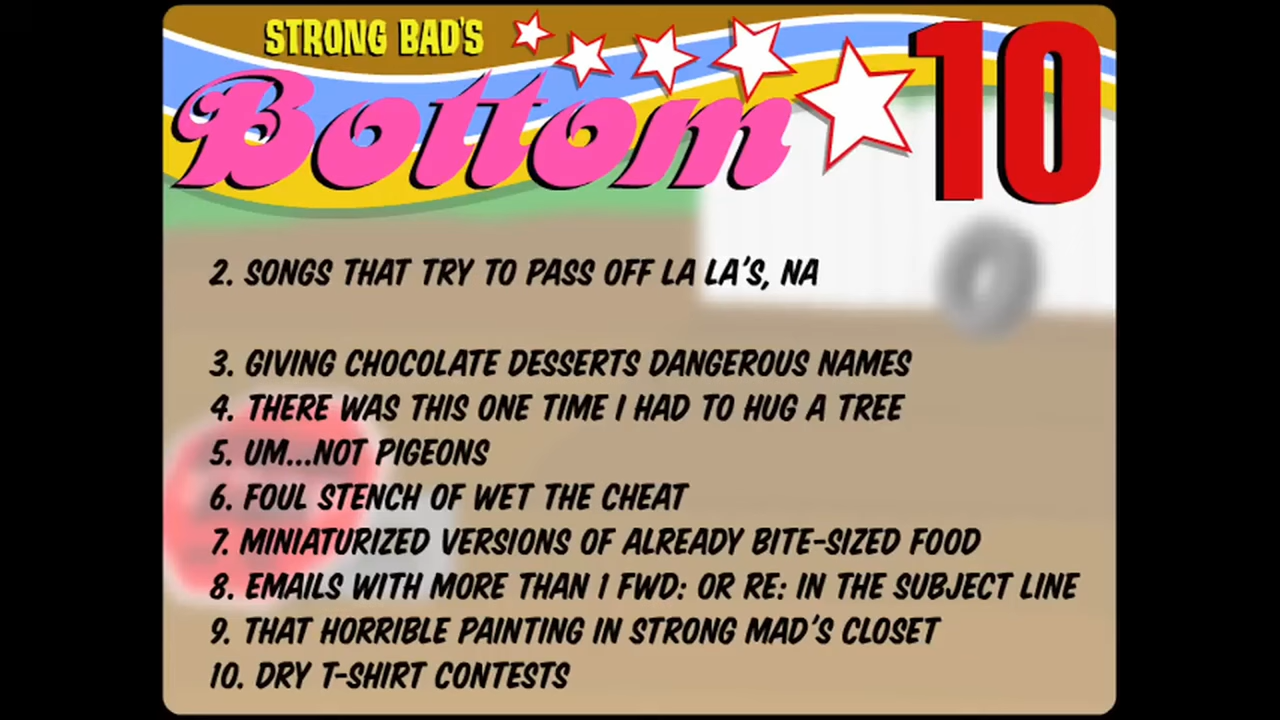 STRONG BAD'S
Bottom 10
2. SONGS THAT TRY TO PASS OFF LA LA'S, NA
3. GIVING CHOCOLATE DESSERTS DANGEROUS NAMES
4. THERE WAS THIS ONE TIME I HAD TO HUG A TREE
5. UM...NOT PIGEONS
6. FOUL STENCH OF WET THE CHEAT
7. MINIATURIZED VERSIONS OF ALREADY BITE-SIZED FOOD
8. EMAILS WITH MORE THAN 1 FWD: OR RE: IN THE SUBJECT LINE
9. THAT HORRIBLE PAINTING IN STRONG MAD'S CLOSET
10. DRY T-SHIRT CONTESTS